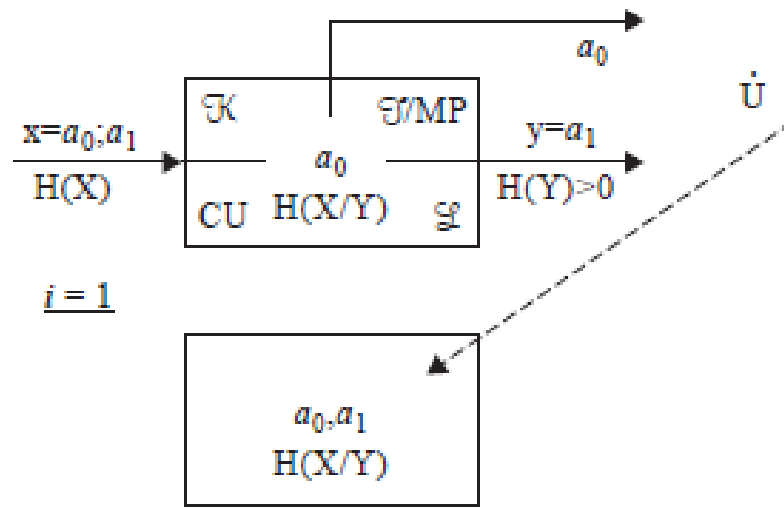 a₀
U̇
𝒦 𝒯/MP
x=a₀;a₁
y=a₁
a₀
H(X)
H(Y)>0
CU H(X/Y) ℒ
i = 1
a₀,a₁
H(X/Y)